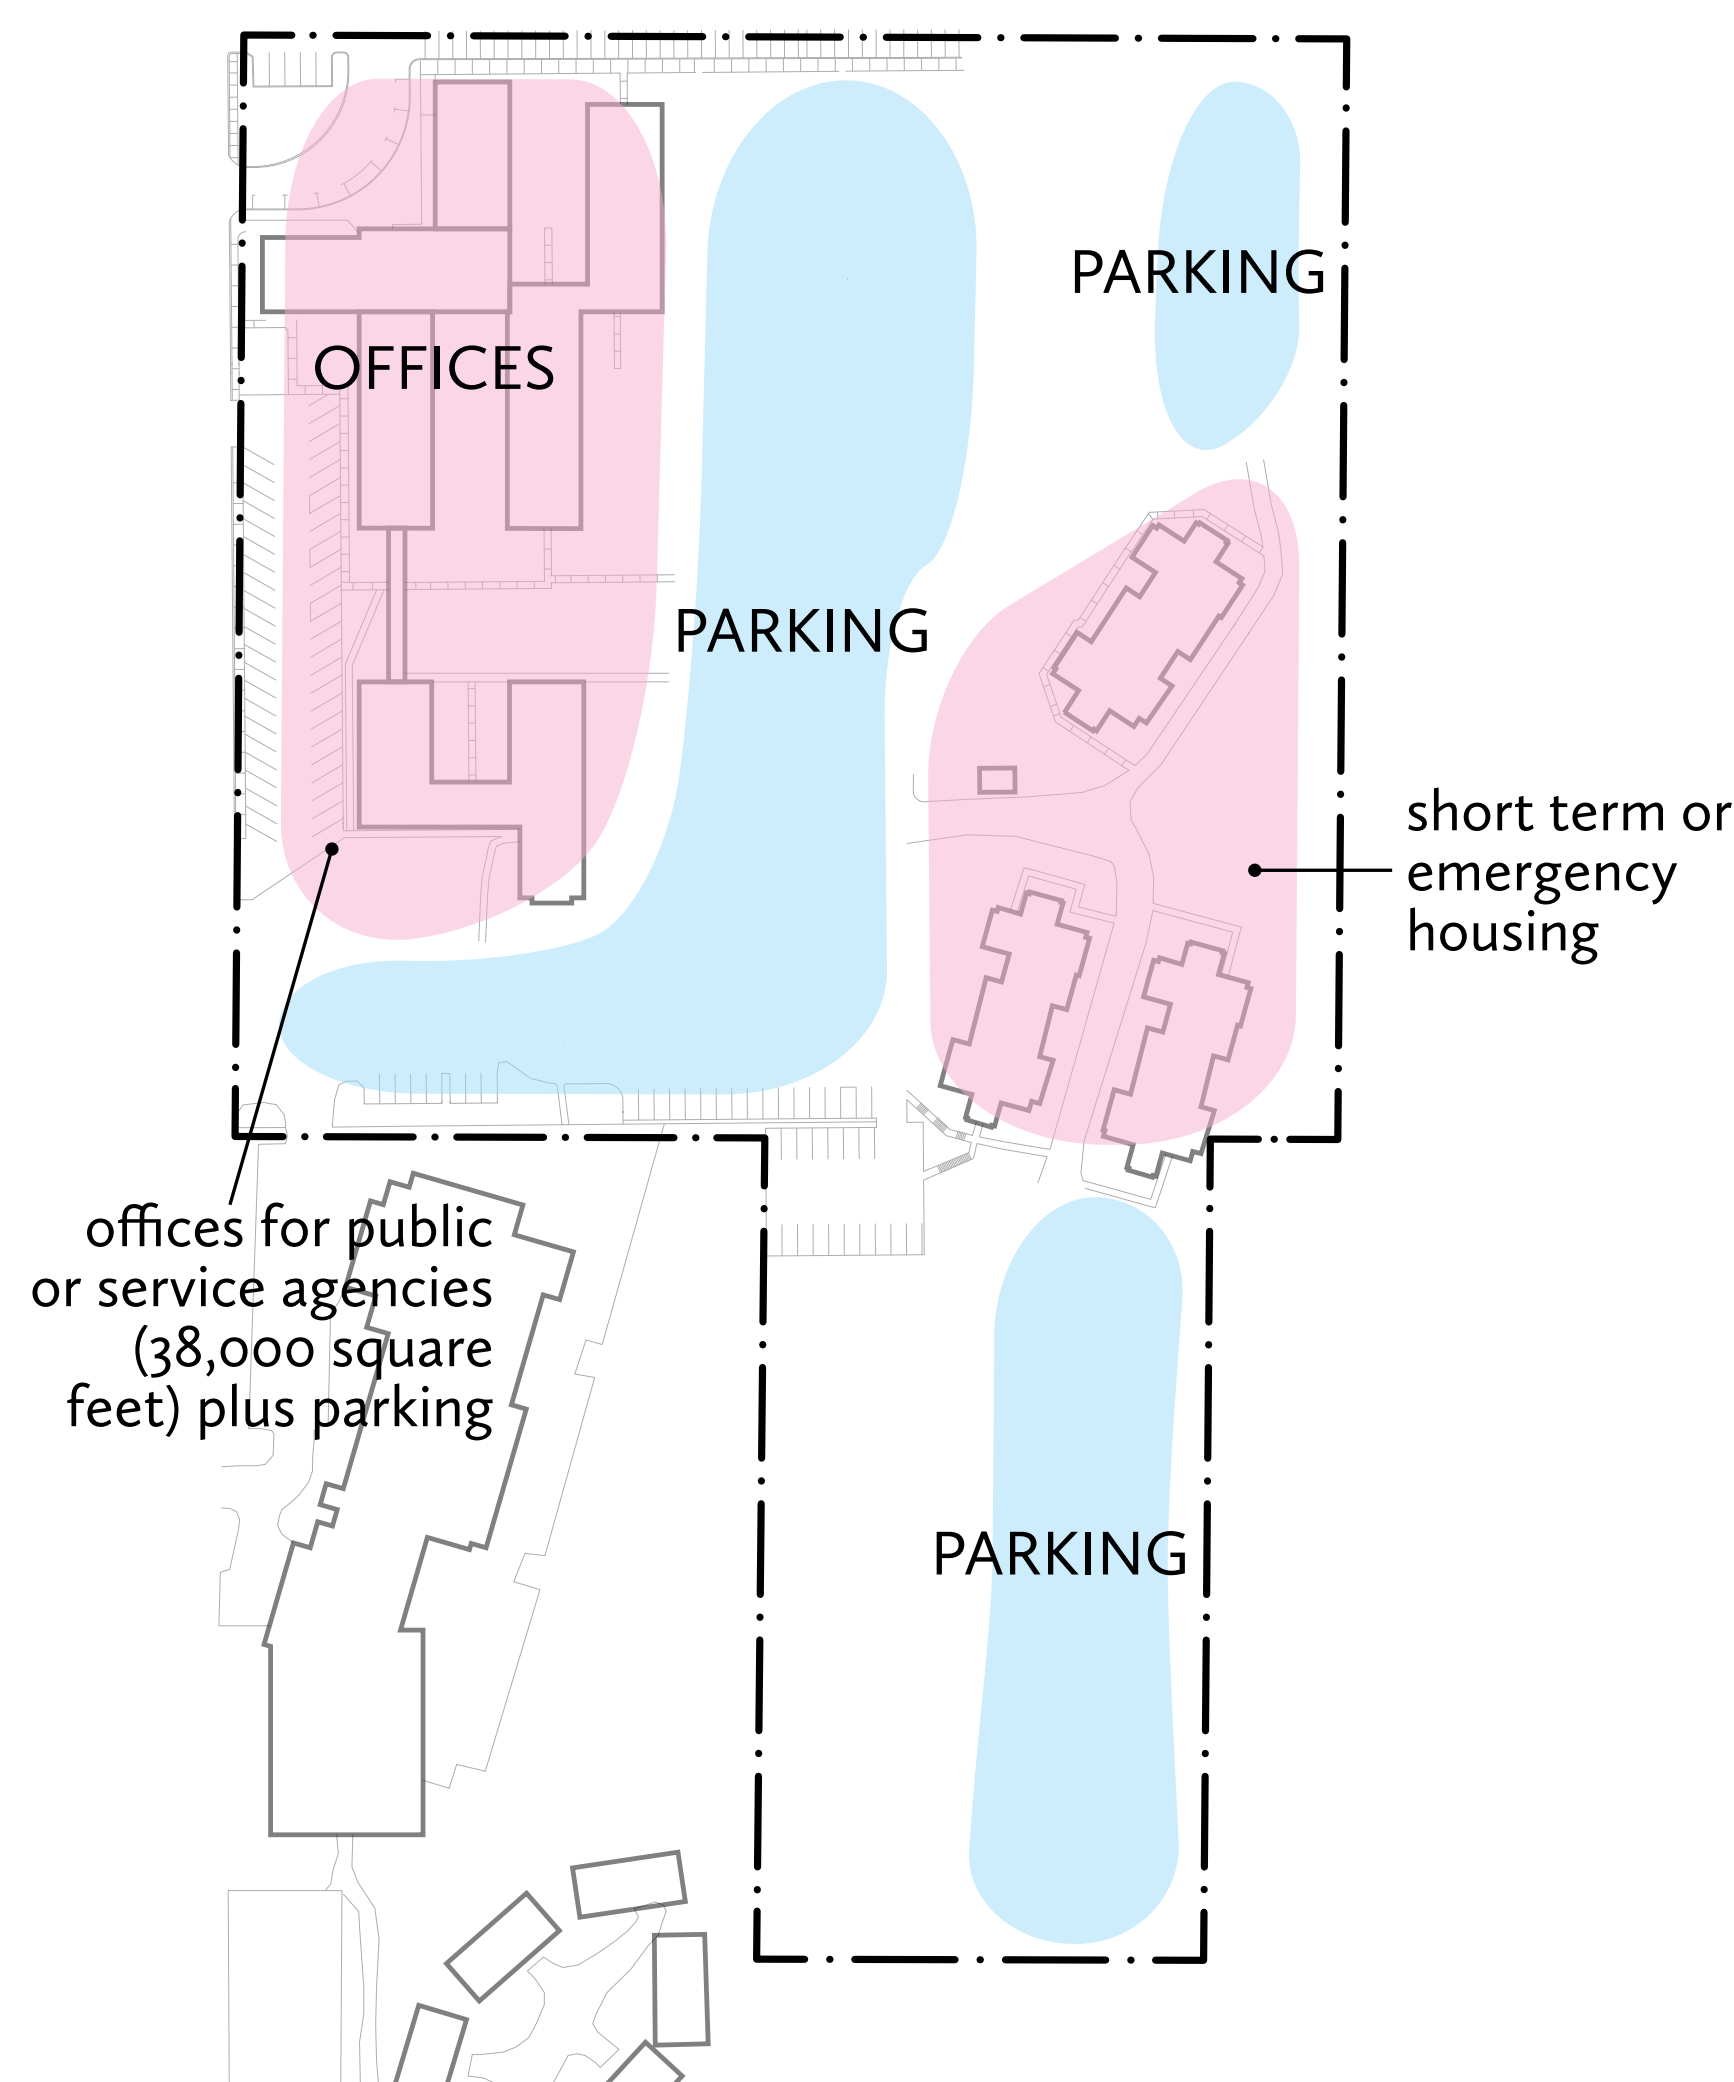 PARKING
OFFICES
PARKING
short term or
emergency
housing
offices for public
or service agencies
(38,000 square
feet) plus parking
PARKING